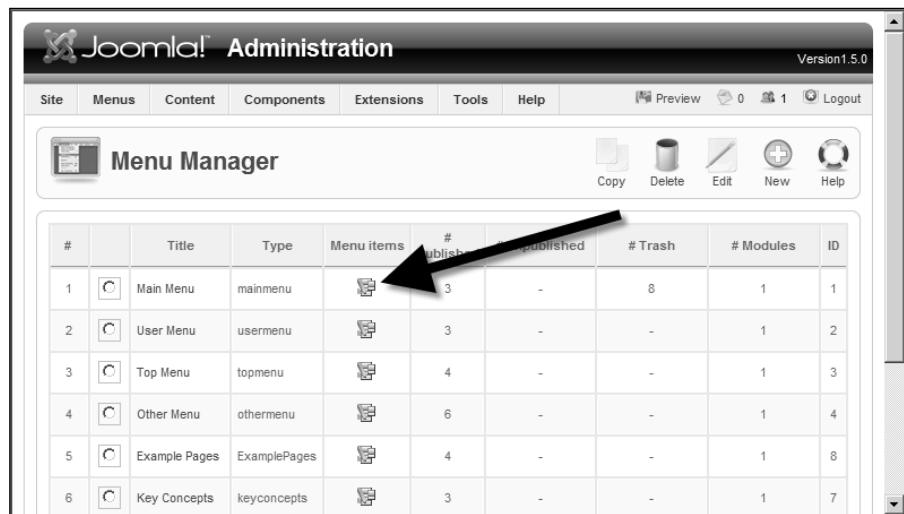 Joomla! Administration
Version1.5.0
Site Menus Content Components Extensions Tools Help Preview 0 1 Logout
Menu Manager
Copy Delete Edit New Help
# Title Type Menu items # # Trash # Modules ID
1 Main Menu mainmenu 3 - 8 1 1
2 User Menu usermenu 3 - - 1 2
3 Top Menu topmenu 4 - - 1 3
4 Other Menu othermenu 6 - - 1 4
5 Example Pages ExamplePages 4 - - 1 8
6 Key Concepts keyconcepts 3 - - 1 7